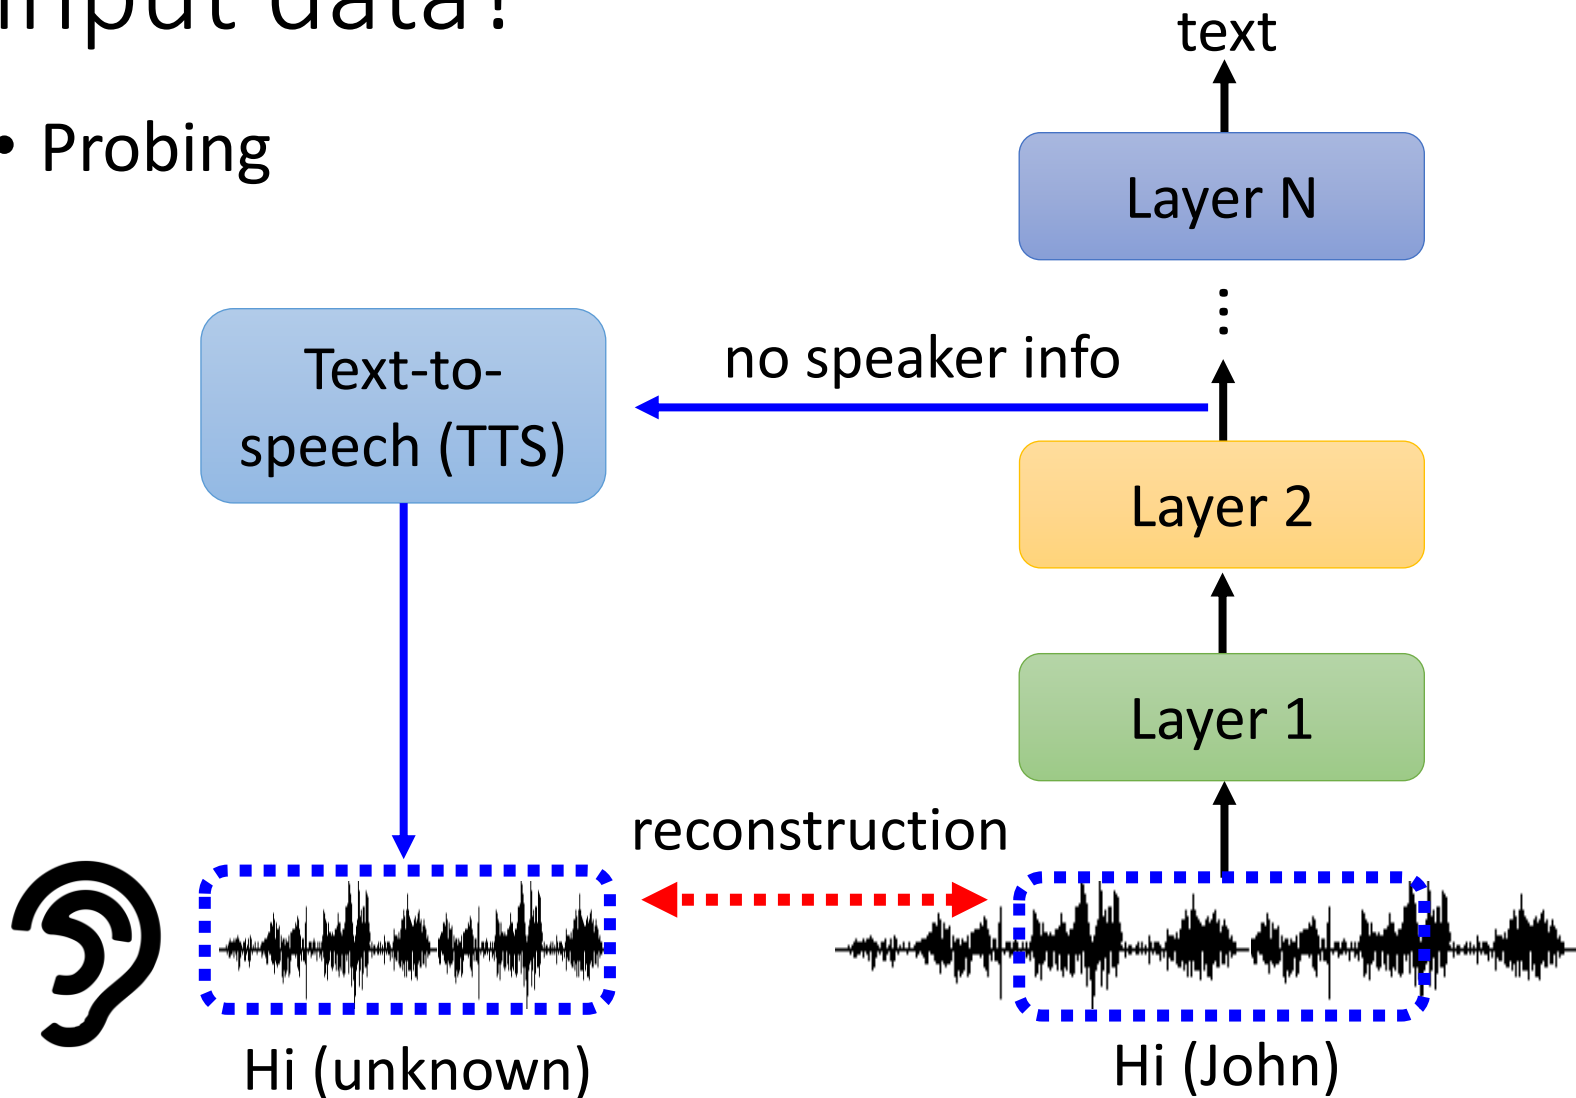 input data?
• Probing
text
Layer N
⋮
no speaker info
Text-to-
speech (TTS)
Layer 2
Layer 1
reconstruction
Hi (unknown)
Hi (John)